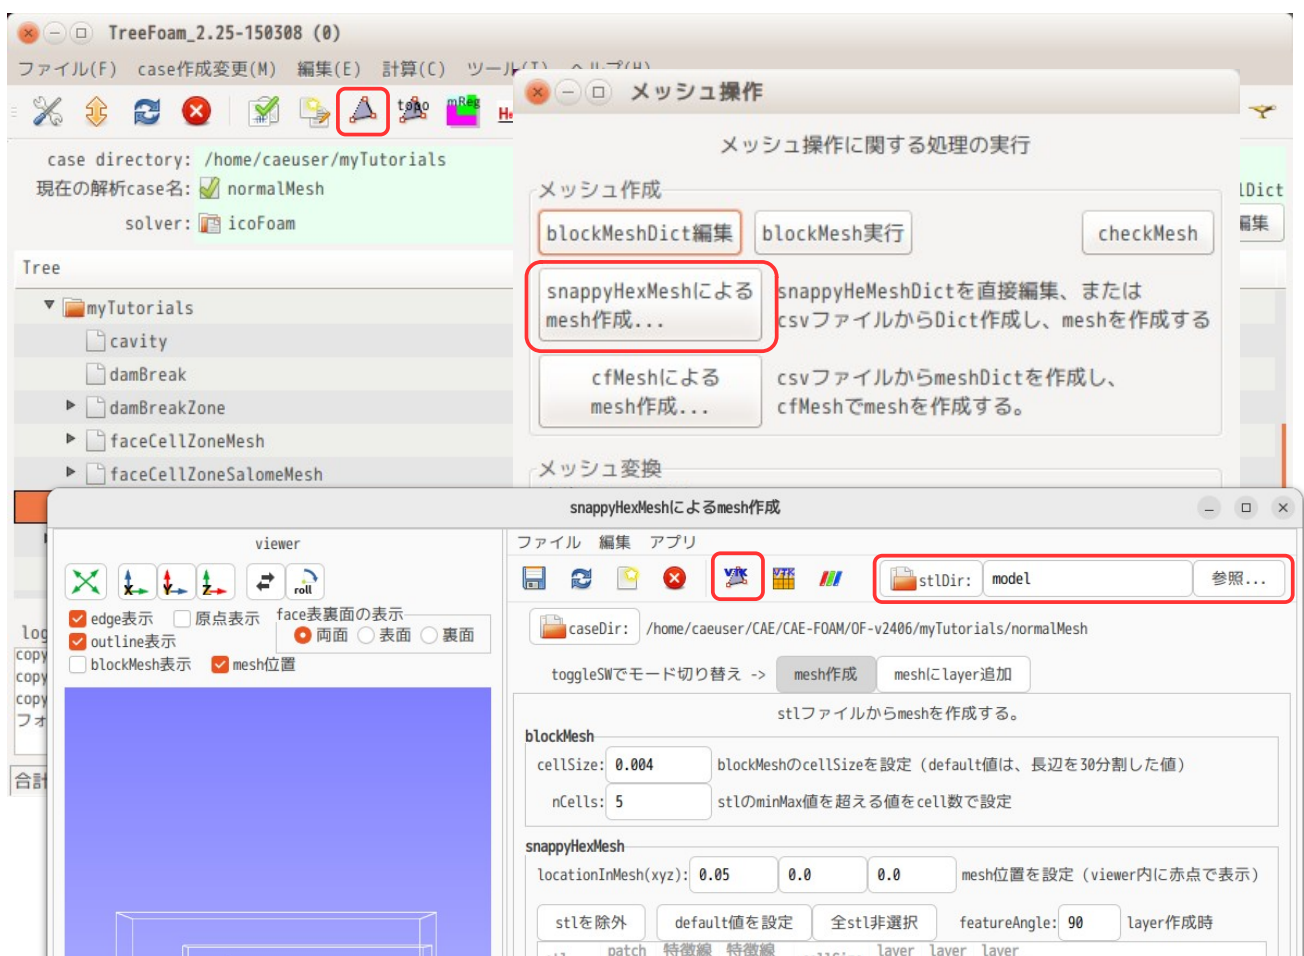 TreeFoam_2.25-150308 (0)
ファイル(F) case作成変更(M) 編集(E) 計算(C)
topo
mReg
case directory: /home/caeuser/myTutorials
現在の解析case名: normalMesh
solver: icoFoam
lDict
編集
Tree
myTutorials
cavity
damBreak
damBreakZone
faceCellZoneMesh
faceCellZoneSalomeMesh
log
copy
copy
copy
フォ
合計
メッシュ操作
メッシュ操作に関する処理の実行
メッシュ作成
blockMeshDict編集 blockMesh実行 checkMesh
snappyHexMeshによる
mesh作成...
snappyHeMeshDictを直接編集、または
csvファイルからDict作成し、meshを作成する
cfMeshによる
mesh作成...
csvファイルからmeshDictを作成し、
cfMeshでmeshを作成する。
メッシュ変換
snappyHexMeshによるmesh作成
viewer
X Y Z roll
edge表示 原点表示 face表裏面の表示
outline表示 両面 表面 裏面
blockMesh表示 mesh位置
ファイル 編集 アプリ
VTK VTK stlDir: model 参照...
caseDir: /home/caeuser/CAE/CAE-FOAM/OF-v2406/myTutorials/normalMesh
toggleSWでモード切り替え -> mesh作成 meshにlayer追加
stlファイルからmeshを作成する。
blockMesh
cellSize: 0.004 blockMeshのcellSizeを設定（default値は、長辺を30分割した値）
nCells: 5 stlのminMax値を超える値をcell数で設定
snappyHexMesh
locationInMesh(xyz): 0.05 0.0 0.0 mesh位置を設定（viewer内に赤点で表示）
stlを除外 default値を設定 全stl非選択 featureAngle: 90 layer作成時
patch 特徴線 特徴線 layer layer layer